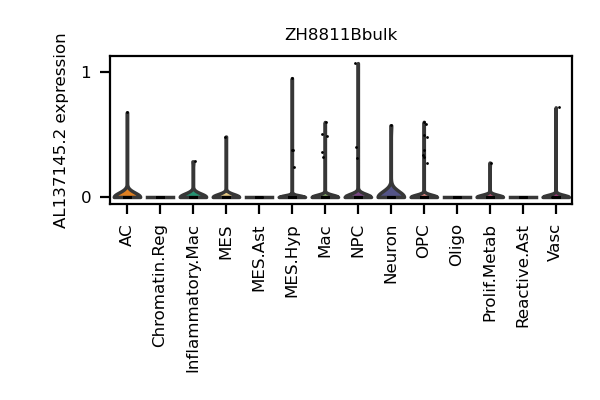 ZH8811Bbulk
AL137145.2 expression
1
0
AC
Chromatin.Reg
Inflammatory.Mac
MES
MES.Ast
MES.Hyp
Mac
NPC
Neuron
OPC
Oligo
Prolif.Metab
Reactive.Ast
Vasc